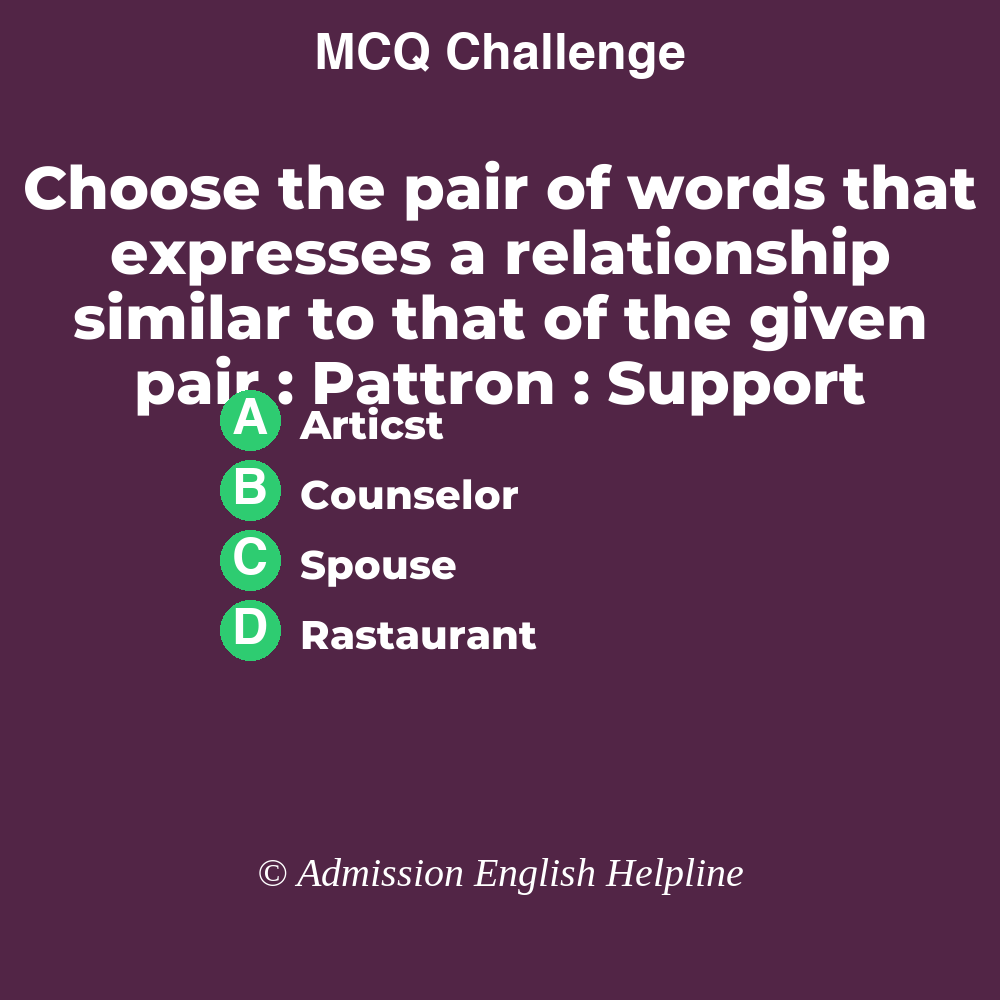 MCQ Challenge
Choose the pair of words that
expresses a relationship
similar to that of the given
pair : Pattron : Support
A Articst
B Counselor
C Spouse
D Rastaurant
© Admission English Helpline